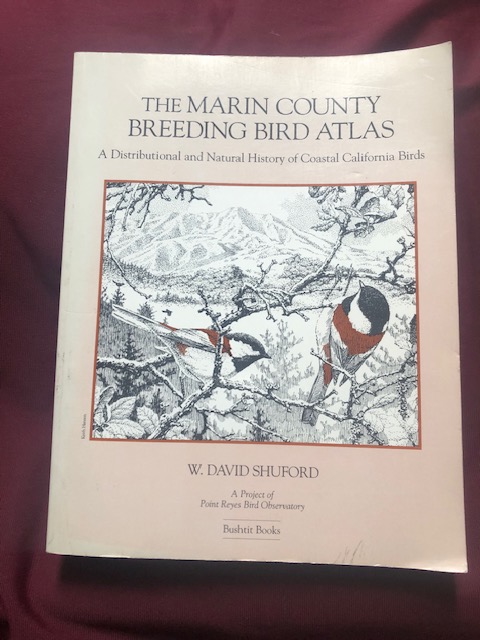 THE MARIN COUNTY
BREEDING BIRD ATLAS
A Distributional and Natural History of Coastal California Birds
W. DAVID SHUFORD
A Project of
Point Reyes Bird Observatory
Bushtit Books